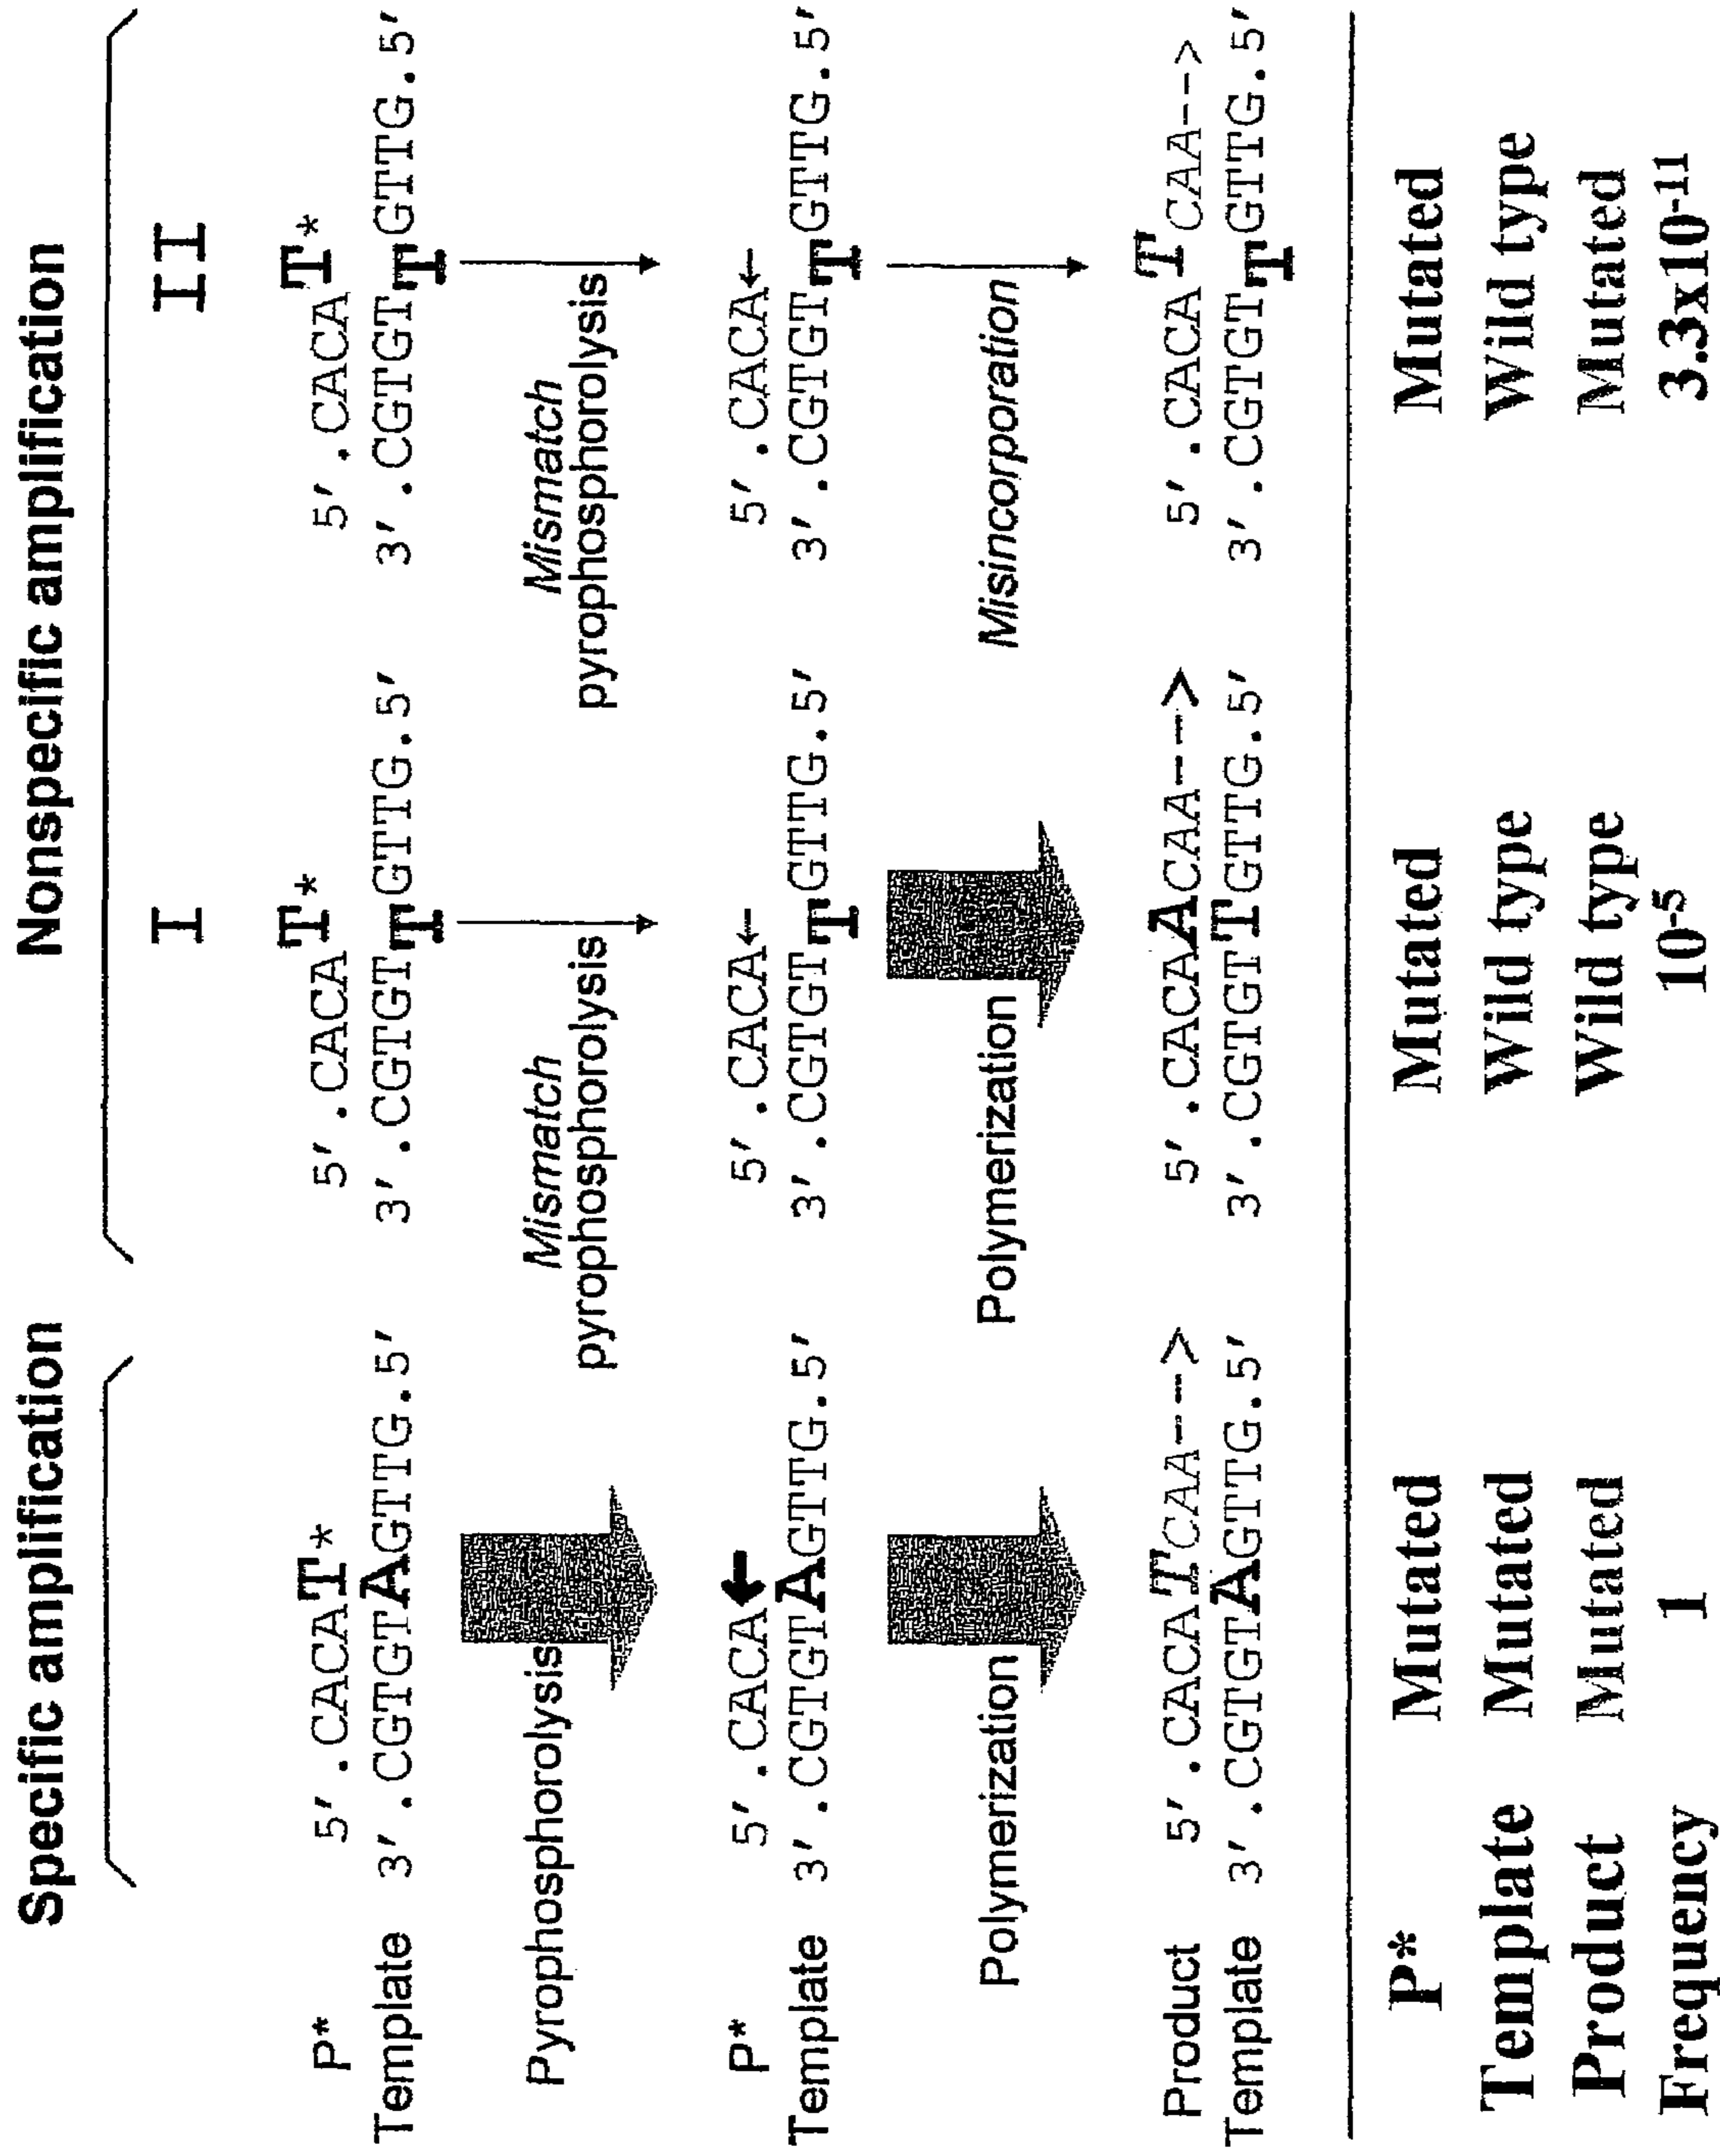 Specific amplification Nonspecific amplification
I II
P* 5'.CACAT* 5'.CACAT* 5'.CACAT*
Template 3'.CGTGTAGTTG.5' 3'.CGTGTTGTTG.5' 3'.CGTGTTGTTG.5'
Pyrophosphorolysis Mismatch pyrophosphorolysis Mismatch pyrophosphorolysis
P* 5'.CACA← 5'.CACA← 5'.CACA←
Template 3'.CGTGTAGTTG.5' 3'.CGTGTTGTTG.5' 3'.CGTGTTGTTG.5'
Polymerization Polymerization Misincorporation
Product 5'.CACATCAA--> 5'.CACAACAA--> 5'.CACATCAA-->
Template 3'.CGTGTAGTTG.5' 3'.CGTGTTGTTG.5' 3'.CGTGTTGTTG.5'
P* Mutated Mutated Mutated
Template Mutated Wild type Wild type
Product Mutated Wild type Mutated
Frequency 1 10⁻⁵ 3.3x10⁻¹¹